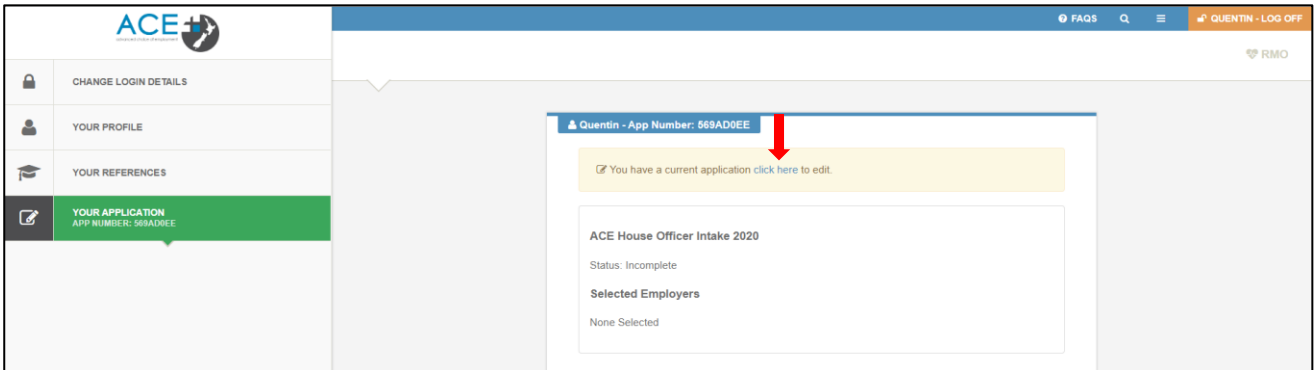 ACE
FAQS
QUENTIN - LOG OFF
RMO
CHANGE LOGIN DETAILS
YOUR PROFILE
YOUR REFERENCES
YOUR APPLICATION
APP NUMBER: 569AD0EE
Quentin - App Number: 569AD0EE
You have a current application click here to edit.
ACE House Officer Intake 2020
Status: Incomplete
Selected Employers
None Selected